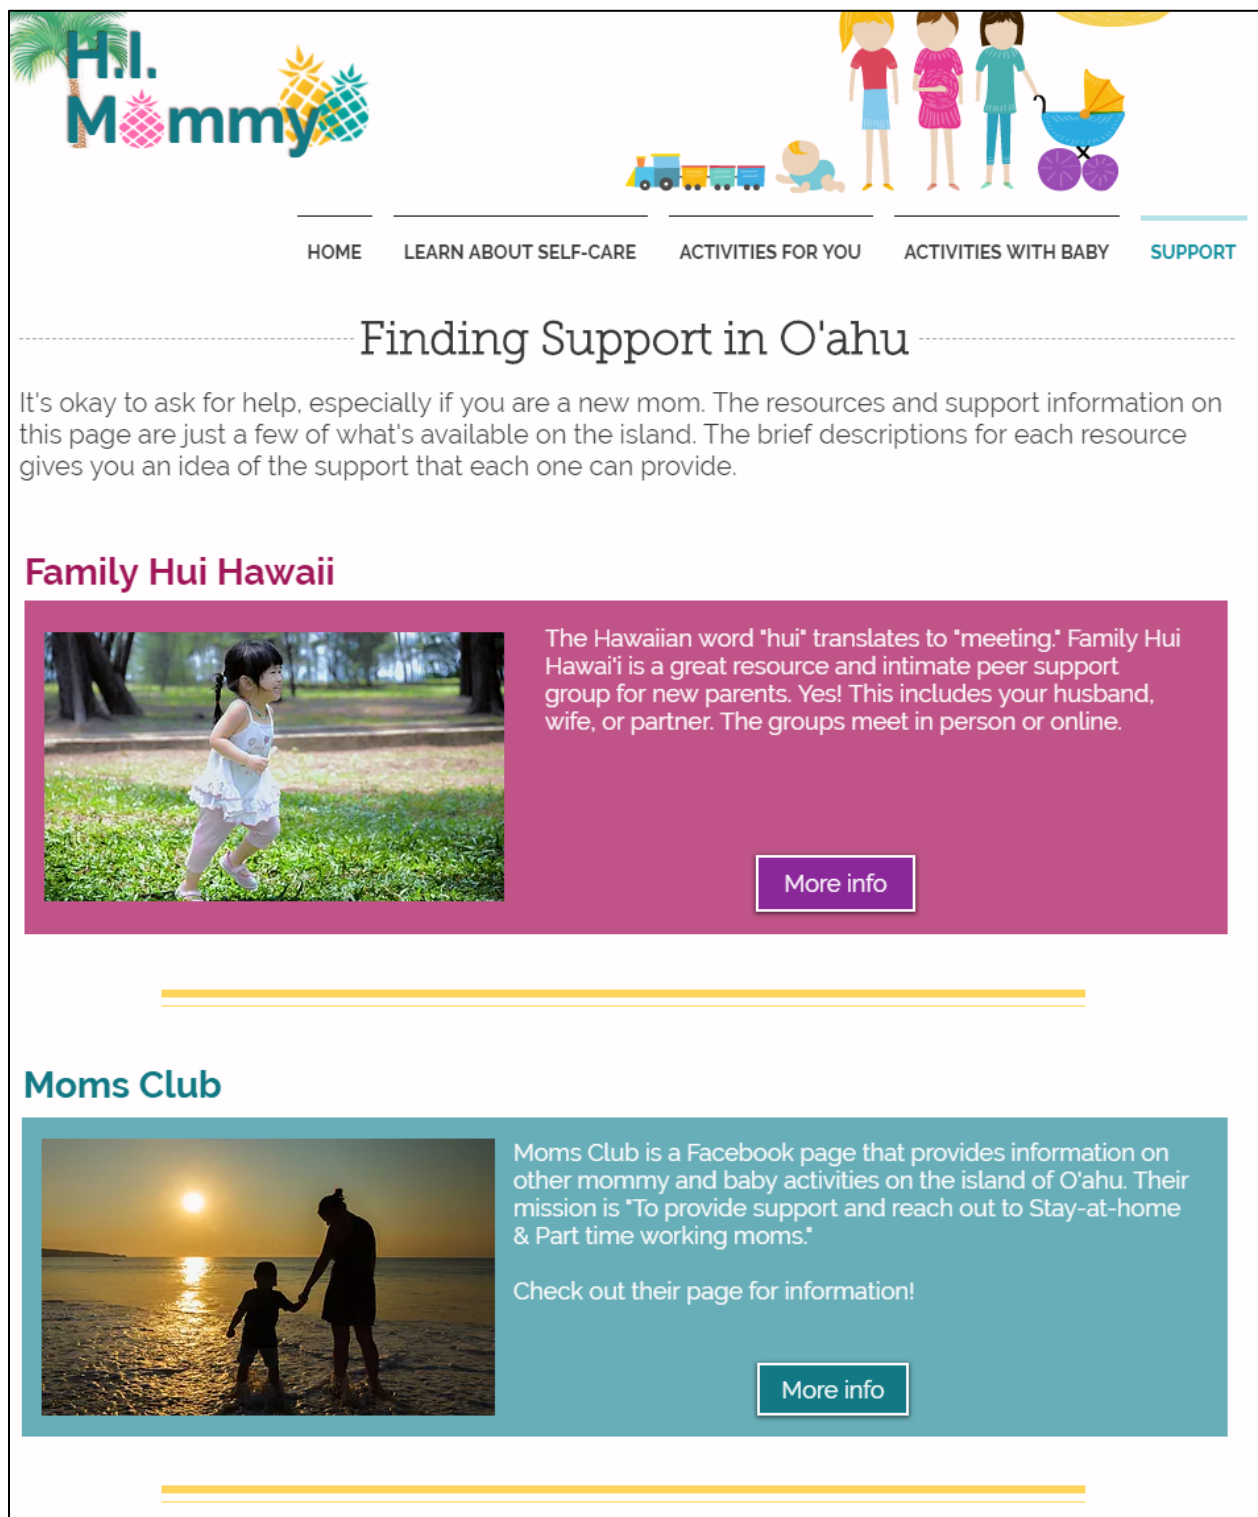 H.I.
Mommy
HOME
LEARN ABOUT SELF-CARE
ACTIVITIES FOR YOU
ACTIVITIES WITH BABY
SUPPORT
Finding Support in O'ahu
It's okay to ask for help, especially if you are a new mom. The resources and support information on
this page are just a few of what's available on the island. The brief descriptions for each resource
gives you an idea of the support that each one can provide.
Family Hui Hawaii
The Hawaiian word "hui" translates to "meeting." Family Hui
Hawai'i is a great resource and intimate peer support
group for new parents. Yes! This includes your husband,
wife, or partner. The groups meet in person or online.
More info
Moms Club
Moms Club is a Facebook page that provides information on
other mommy and baby activities on the island of O'ahu. Their
mission is "To provide support and reach out to Stay-at-home
& Part time working moms."
Check out their page for information!
More info